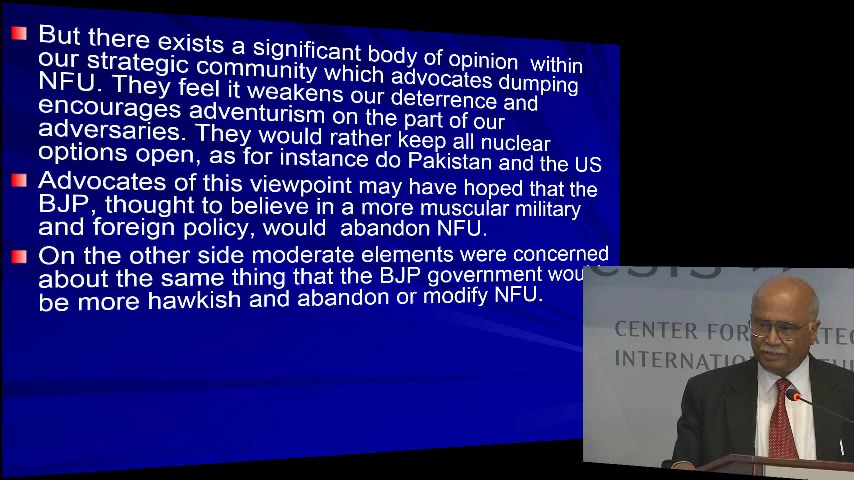 But there exists a significant body of opinion within
our strategic community which advocates dumping
NFU. They feel it weakens our deterrence and
encourages adventurism on the part of our
adversaries. They would rather keep all nuclear
options open, as for instance do Pakistan and the US
Advocates of this viewpoint may have hoped that the
BJP, thought to believe in a more muscular military
and foreign policy, would abandon NFU.
On the other side moderate elements were concerned
about the same thing that the BJP government wou
be more hawkish and abandon or modify NFU.
CSIS
CENTER FOR
INTERNATIO